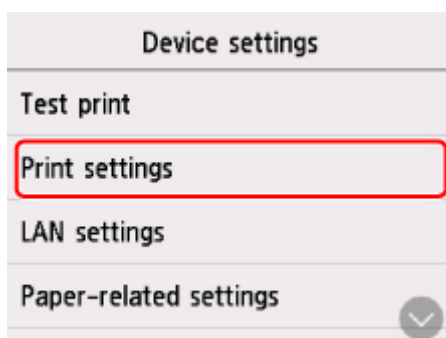 Device settings
Test print
Print settings
LAN settings
Paper-related settings